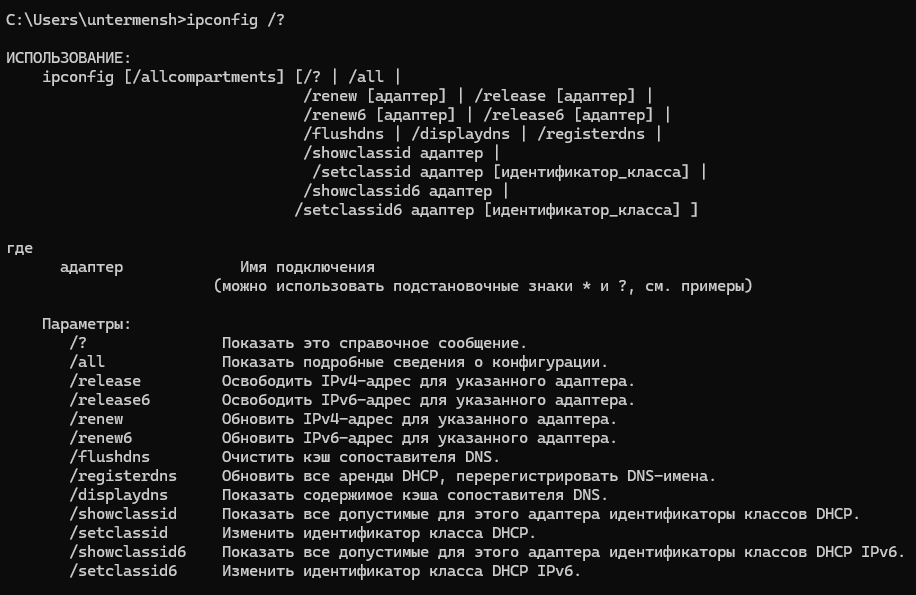 C:\Users\untermensh>ipconfig /?
ИСПОЛЬЗОВАНИЕ:
ipconfig [/allcompartments] [/? | /all |
/renew [адаптер] | /release [адаптер] |
/renew6 [адаптер] | /release6 [адаптер] |
/flushdns | /displaydns | /registerdns |
/showclassid адаптер |
/setclassid адаптер [идентификатор_класса] |
/showclassid6 адаптер |
/setclassid6 адаптер [идентификатор_класса] ]
где
адаптер Имя подключения
(можно использовать подстановочные знаки * и ?, см. примеры)
Параметры:
/? Показать это справочное сообщение.
/all Показать подробные сведения о конфигурации.
/release Освободить IPv4-адрес для указанного адаптера.
/release6 Освободить IPv6-адрес для указанного адаптера.
/renew Обновить IPv4-адрес для указанного адаптера.
/renew6 Обновить IPv6-адрес для указанного адаптера.
/flushdns Очистить кэш сопоставителя DNS.
/registerdns Обновить все аренды DHCP, перерегистрировать DNS-имена.
/displaydns Показать содержимое кэша сопоставителя DNS.
/showclassid Показать все допустимые для этого адаптера идентификаторы классов DHCP.
/setclassid Изменить идентификатор класса DHCP.
/showclassid6 Показать все допустимые для этого адаптера идентификаторы классов DHCP IPv6.
/setclassid6 Изменить идентификатор класса DHCP IPv6.